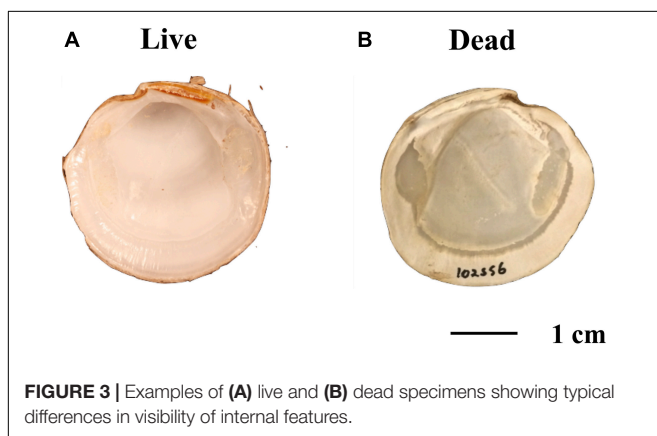 A Live
B Dead
102556
1 cm
FIGURE 3 | Examples of (A) live and (B) dead specimens showing typical
differences in visibility of internal features.